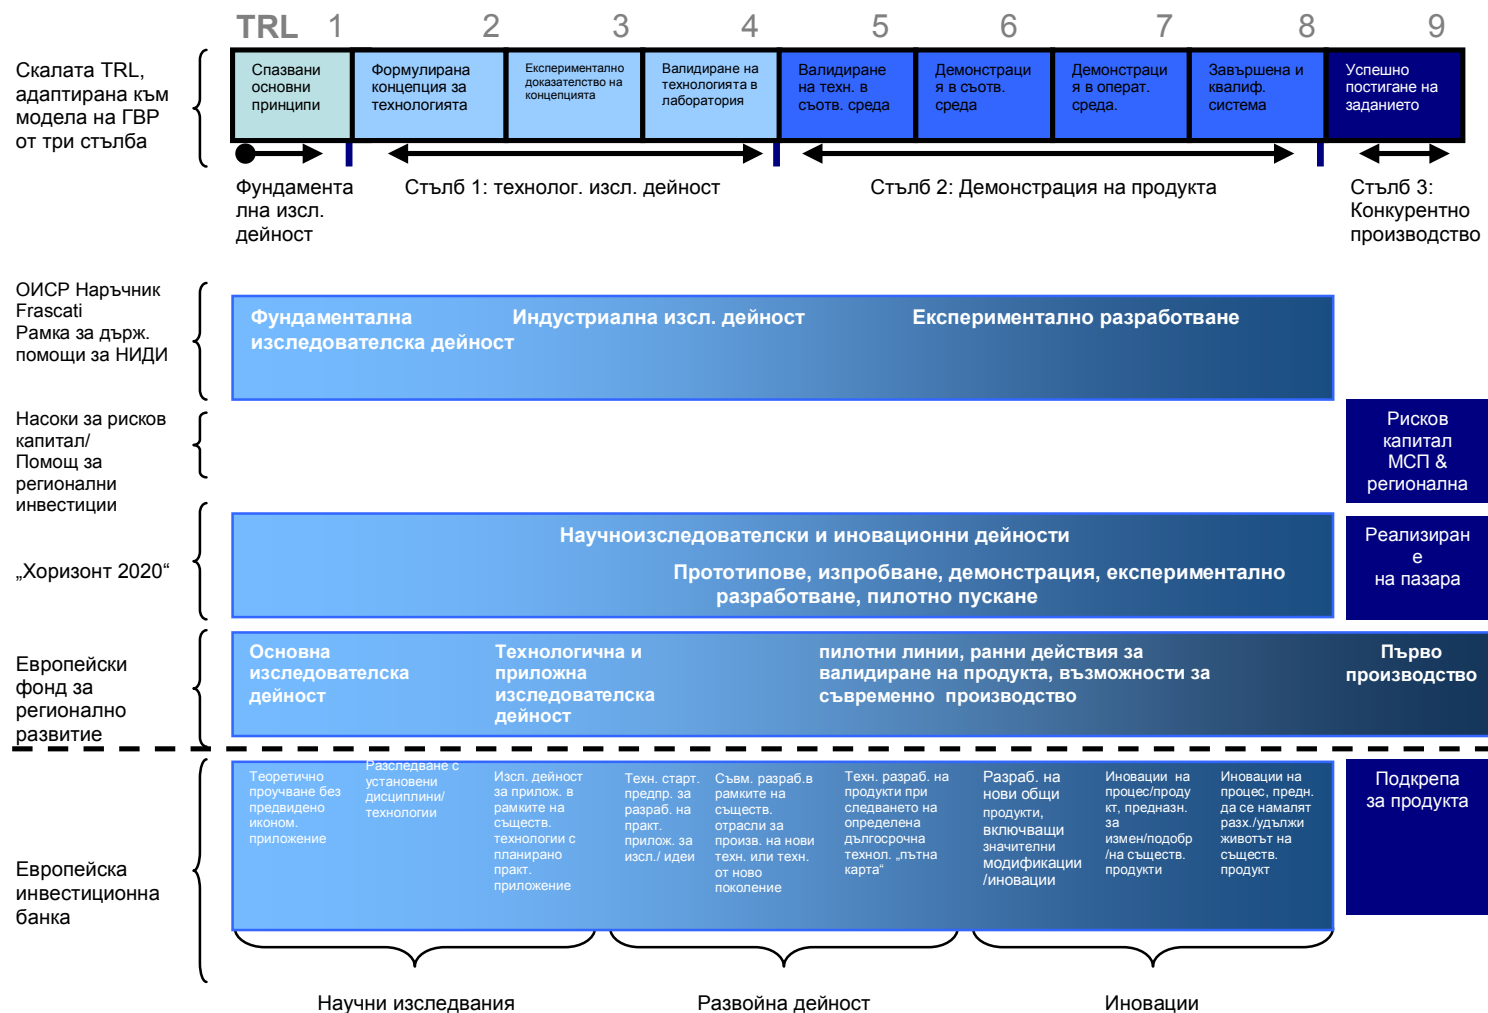 TRL 1 2 3 4 5 6 7 8 9
Скалата TRL,
адаптирана към
модела на ГВР
от три стълба
Спазвани
основни
принципи
Формулирана
концепция за
технологията
Експериментално
доказателство на
концепцията
Валидиране на
технологията в
лаборатория
Валидиране
на техн. в
съотв. среда
Демонстраци
я в съотв.
среда
Демонстраци
я в операт.
среда.
Завършена и
квалиф.
система
Успешно
постигане на
заданието
Фундамента
лна изсл.
дейност
Стълб 1: технолог. изсл. дейност
Стълб 2: Демонстрация на продукта
Стълб 3:
Конкурентно
производство
ОИСР Наръчник
Frascati
Рамка за държ.
помощи за НИДИ
Фундаментална
изследователска дейност
Индустриална изсл. дейност
Експериментално разработване
Насоки за рисков
капитал/
Помощ за
регионални
инвестиции
Рисков
капитал
МСП &
регионална
„Хоризонт 2020“
Научноизследователски и иновационни дейности
Прототипове, изпробване, демонстрация, експериментално
разработване, пилотно пускане
Реализиран
е
на пазара
Европейски
фонд за
регионално
развитие
Основна
изследователска
дейност
Технологична и
приложна
изследователска
дейност
пилотни линии, ранни действия за
валидиране на продукта, възможности за
съвременно производство
Първо
производство
Европейска
инвестиционна
банка
Теоретично
проучване без
предвидено
иконом.
приложение
Разследване с
установени
дисциплини/
технологии
Изсл. дейност
за прилож. в
рамките на
същеcтв.
технологии с
планирано
практ.
приложение
Техн. старт.
предпр. за
разраб. на
практ.
прилож. за
изсл./ идеи
Съвм. разраб.в
рамките на
съществ.
отрасли за
произв. на нови
техн. или техн.
от ново
поколение
Техн. разраб. на
продукти при
следването на
определена
дългосрочна
технол. „пътна
карта“
Разраб. на
нови общи
продукти,
включващи
значителни
модификации
/иновации
Иновации на
процес/проду
кт, предназн.
за
измен/подобр
/на съществ.
продукти
Иновации на
процес, предн.
да се намалят
разх./удължи
животът на
съществ.
продукт
Подкрепа
за продукта
Научни изследвания
Развойна дейност
Иновации